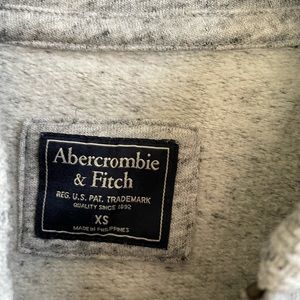 Abercrombie
& Fitch
REG. U.S. PAT. TRADEMARK
QUALITY SINCE 1892
XS
MADE IN PHILIPPINES